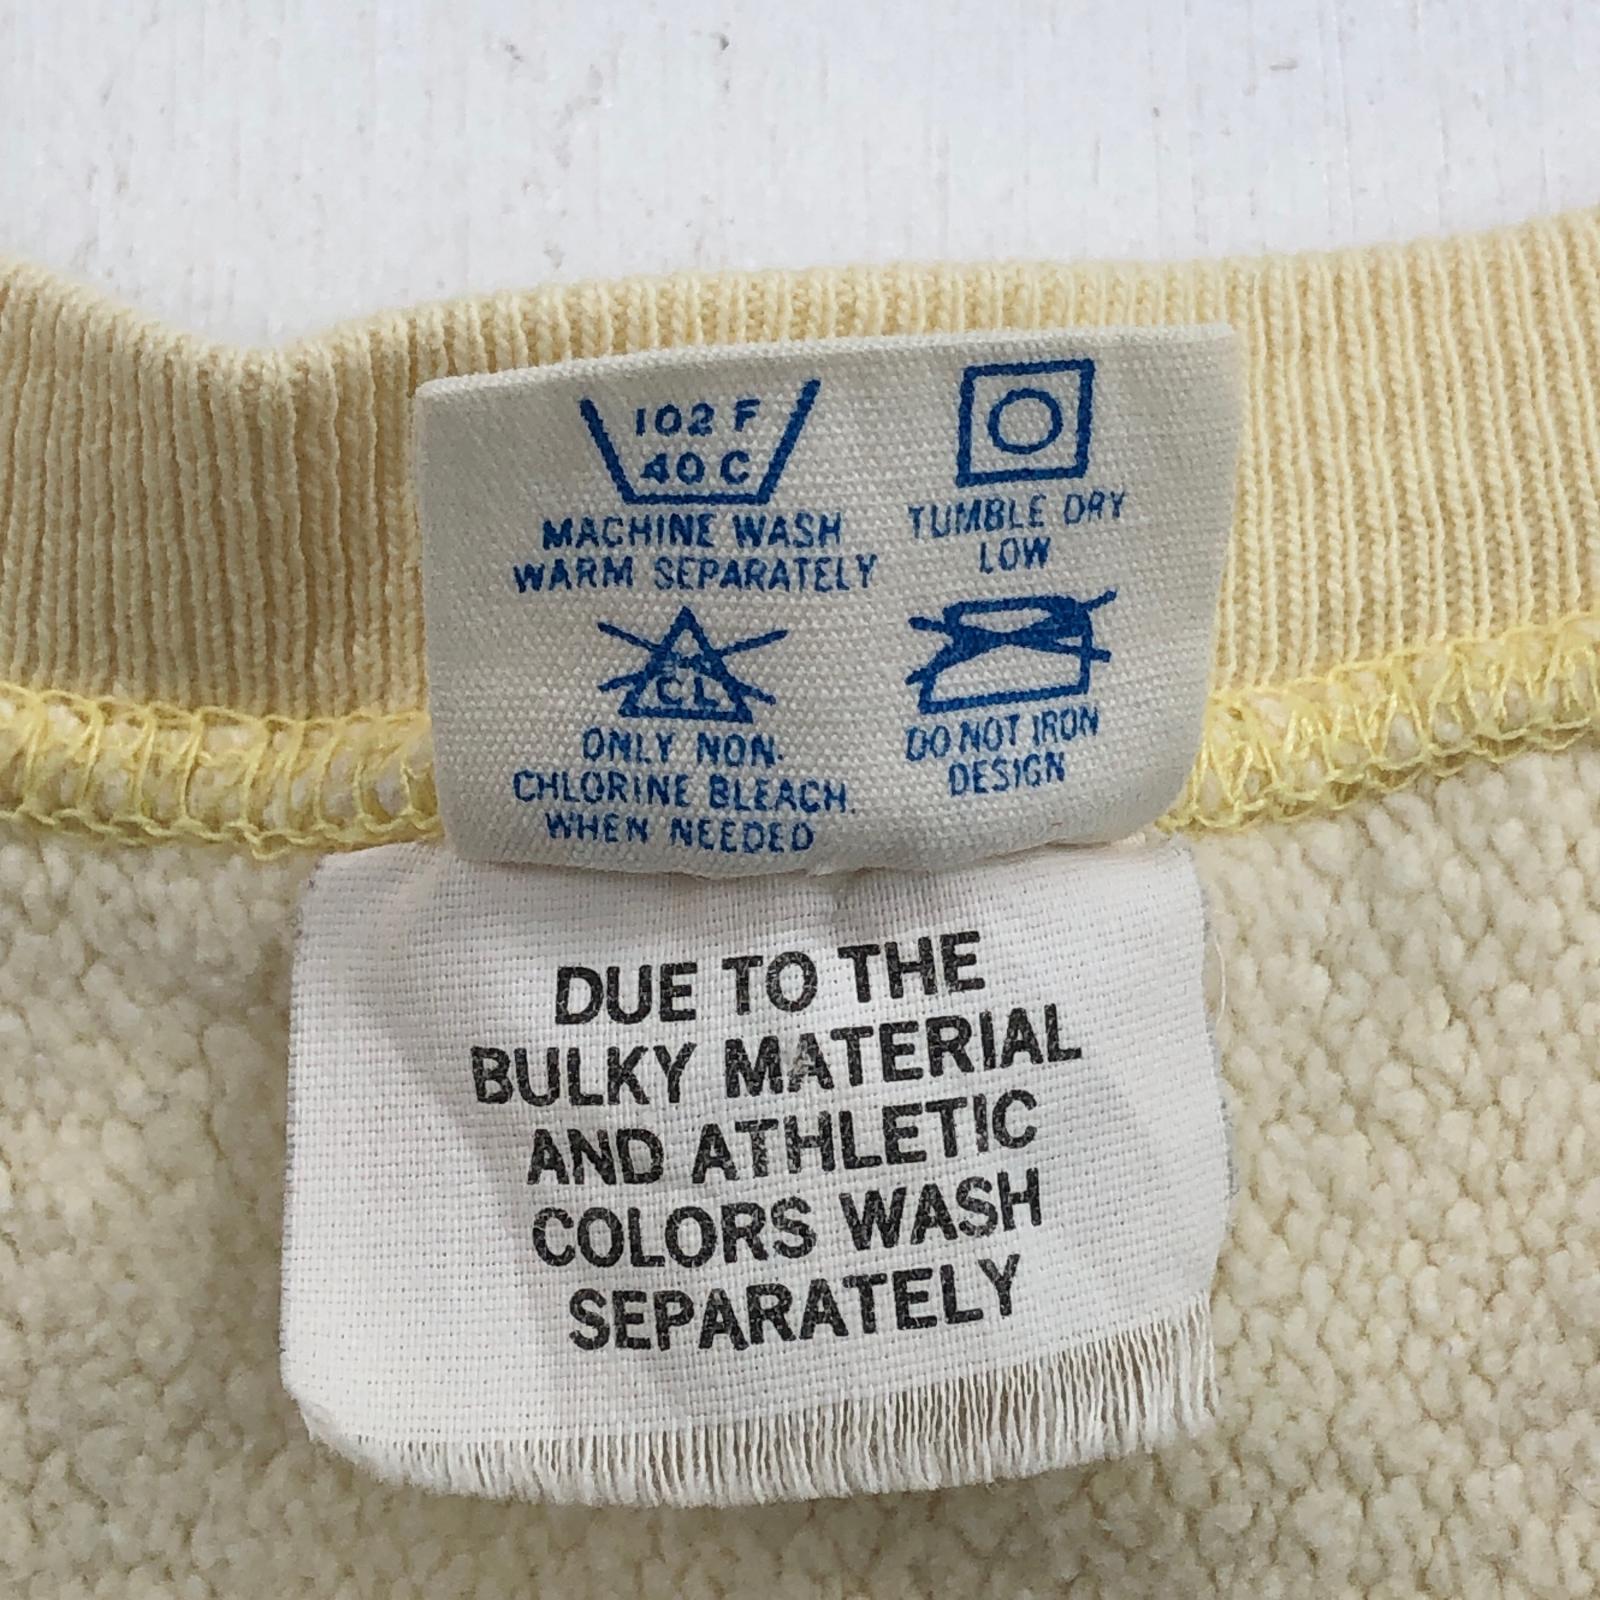 102 F
40 C
MACHINE WASH
WARM SEPARATELY
TUMBLE DRY
LOW
CL
ONLY NON-
CHLORINE BLEACH
WHEN NEEDED
DO NOT IRON
DESIGN
DUE TO THE
BULKY MATERIAL
AND ATHLETIC
COLORS WASH
SEPARATELY